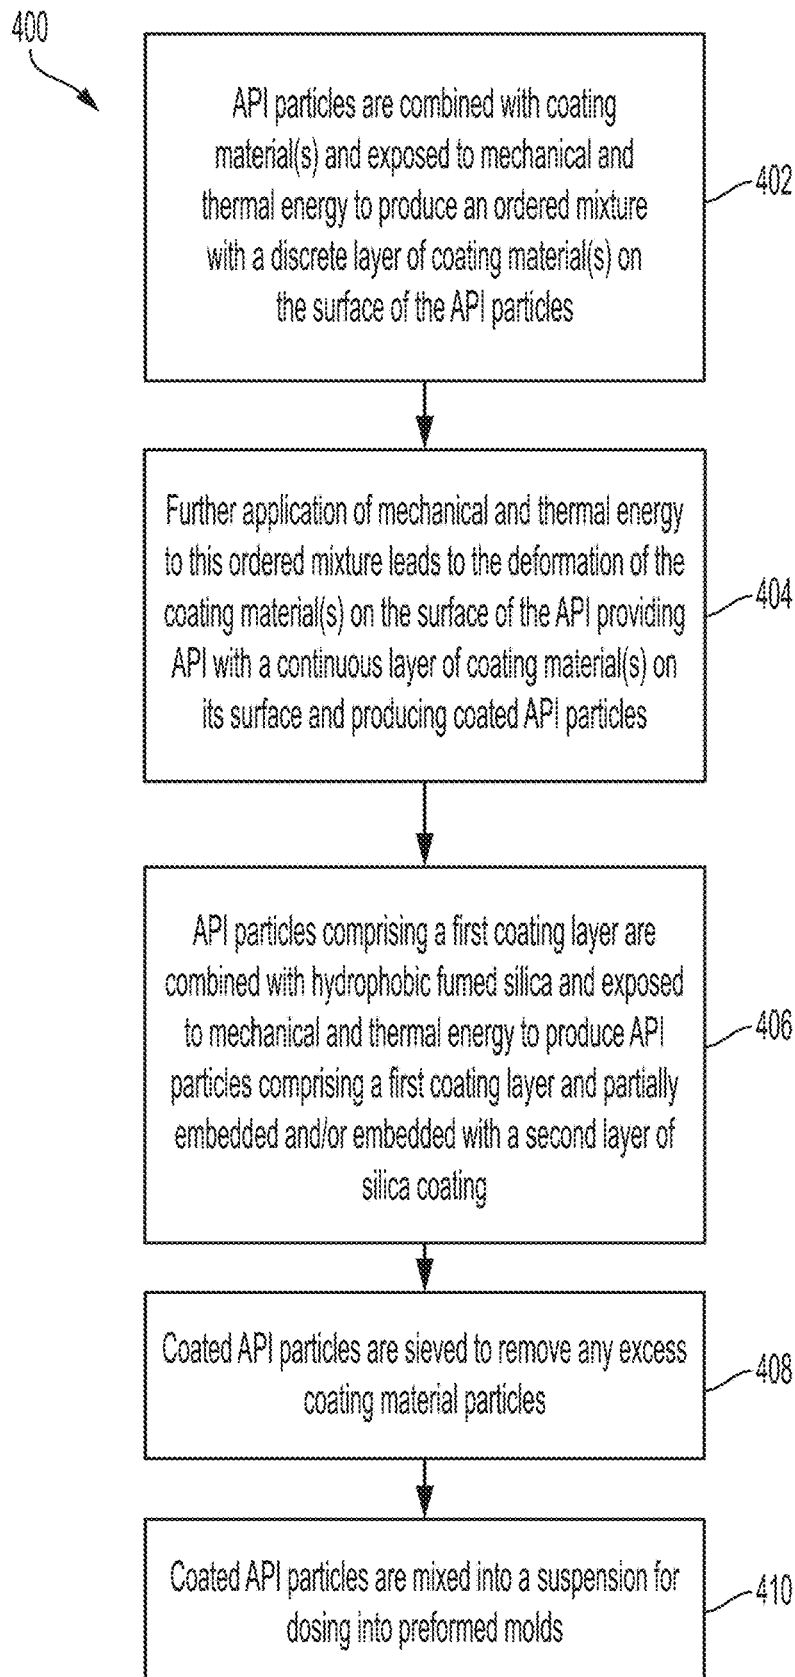 400
API particles are combined with coating
material(s) and exposed to mechanical and
thermal energy to produce an ordered mixture
with a discrete layer of coating material(s) on
the surface of the API particles
402
Further application of mechanical and thermal energy
to this ordered mixture leads to the deformation of the
coating material(s) on the surface of the API providing
API with a continuous layer of coating material(s) on
its surface and producing coated API particles
404
API particles comprising a first coating layer are
combined with hydrophobic fumed silica and exposed
to mechanical and thermal energy to produce API
particles comprising a first coating layer and partially
embedded and/or embedded with a second layer of
silica coating
406
Coated API particles are sieved to remove any excess
coating material particles
408
Coated API particles are mixed into a suspension for
dosing into preformed molds
410